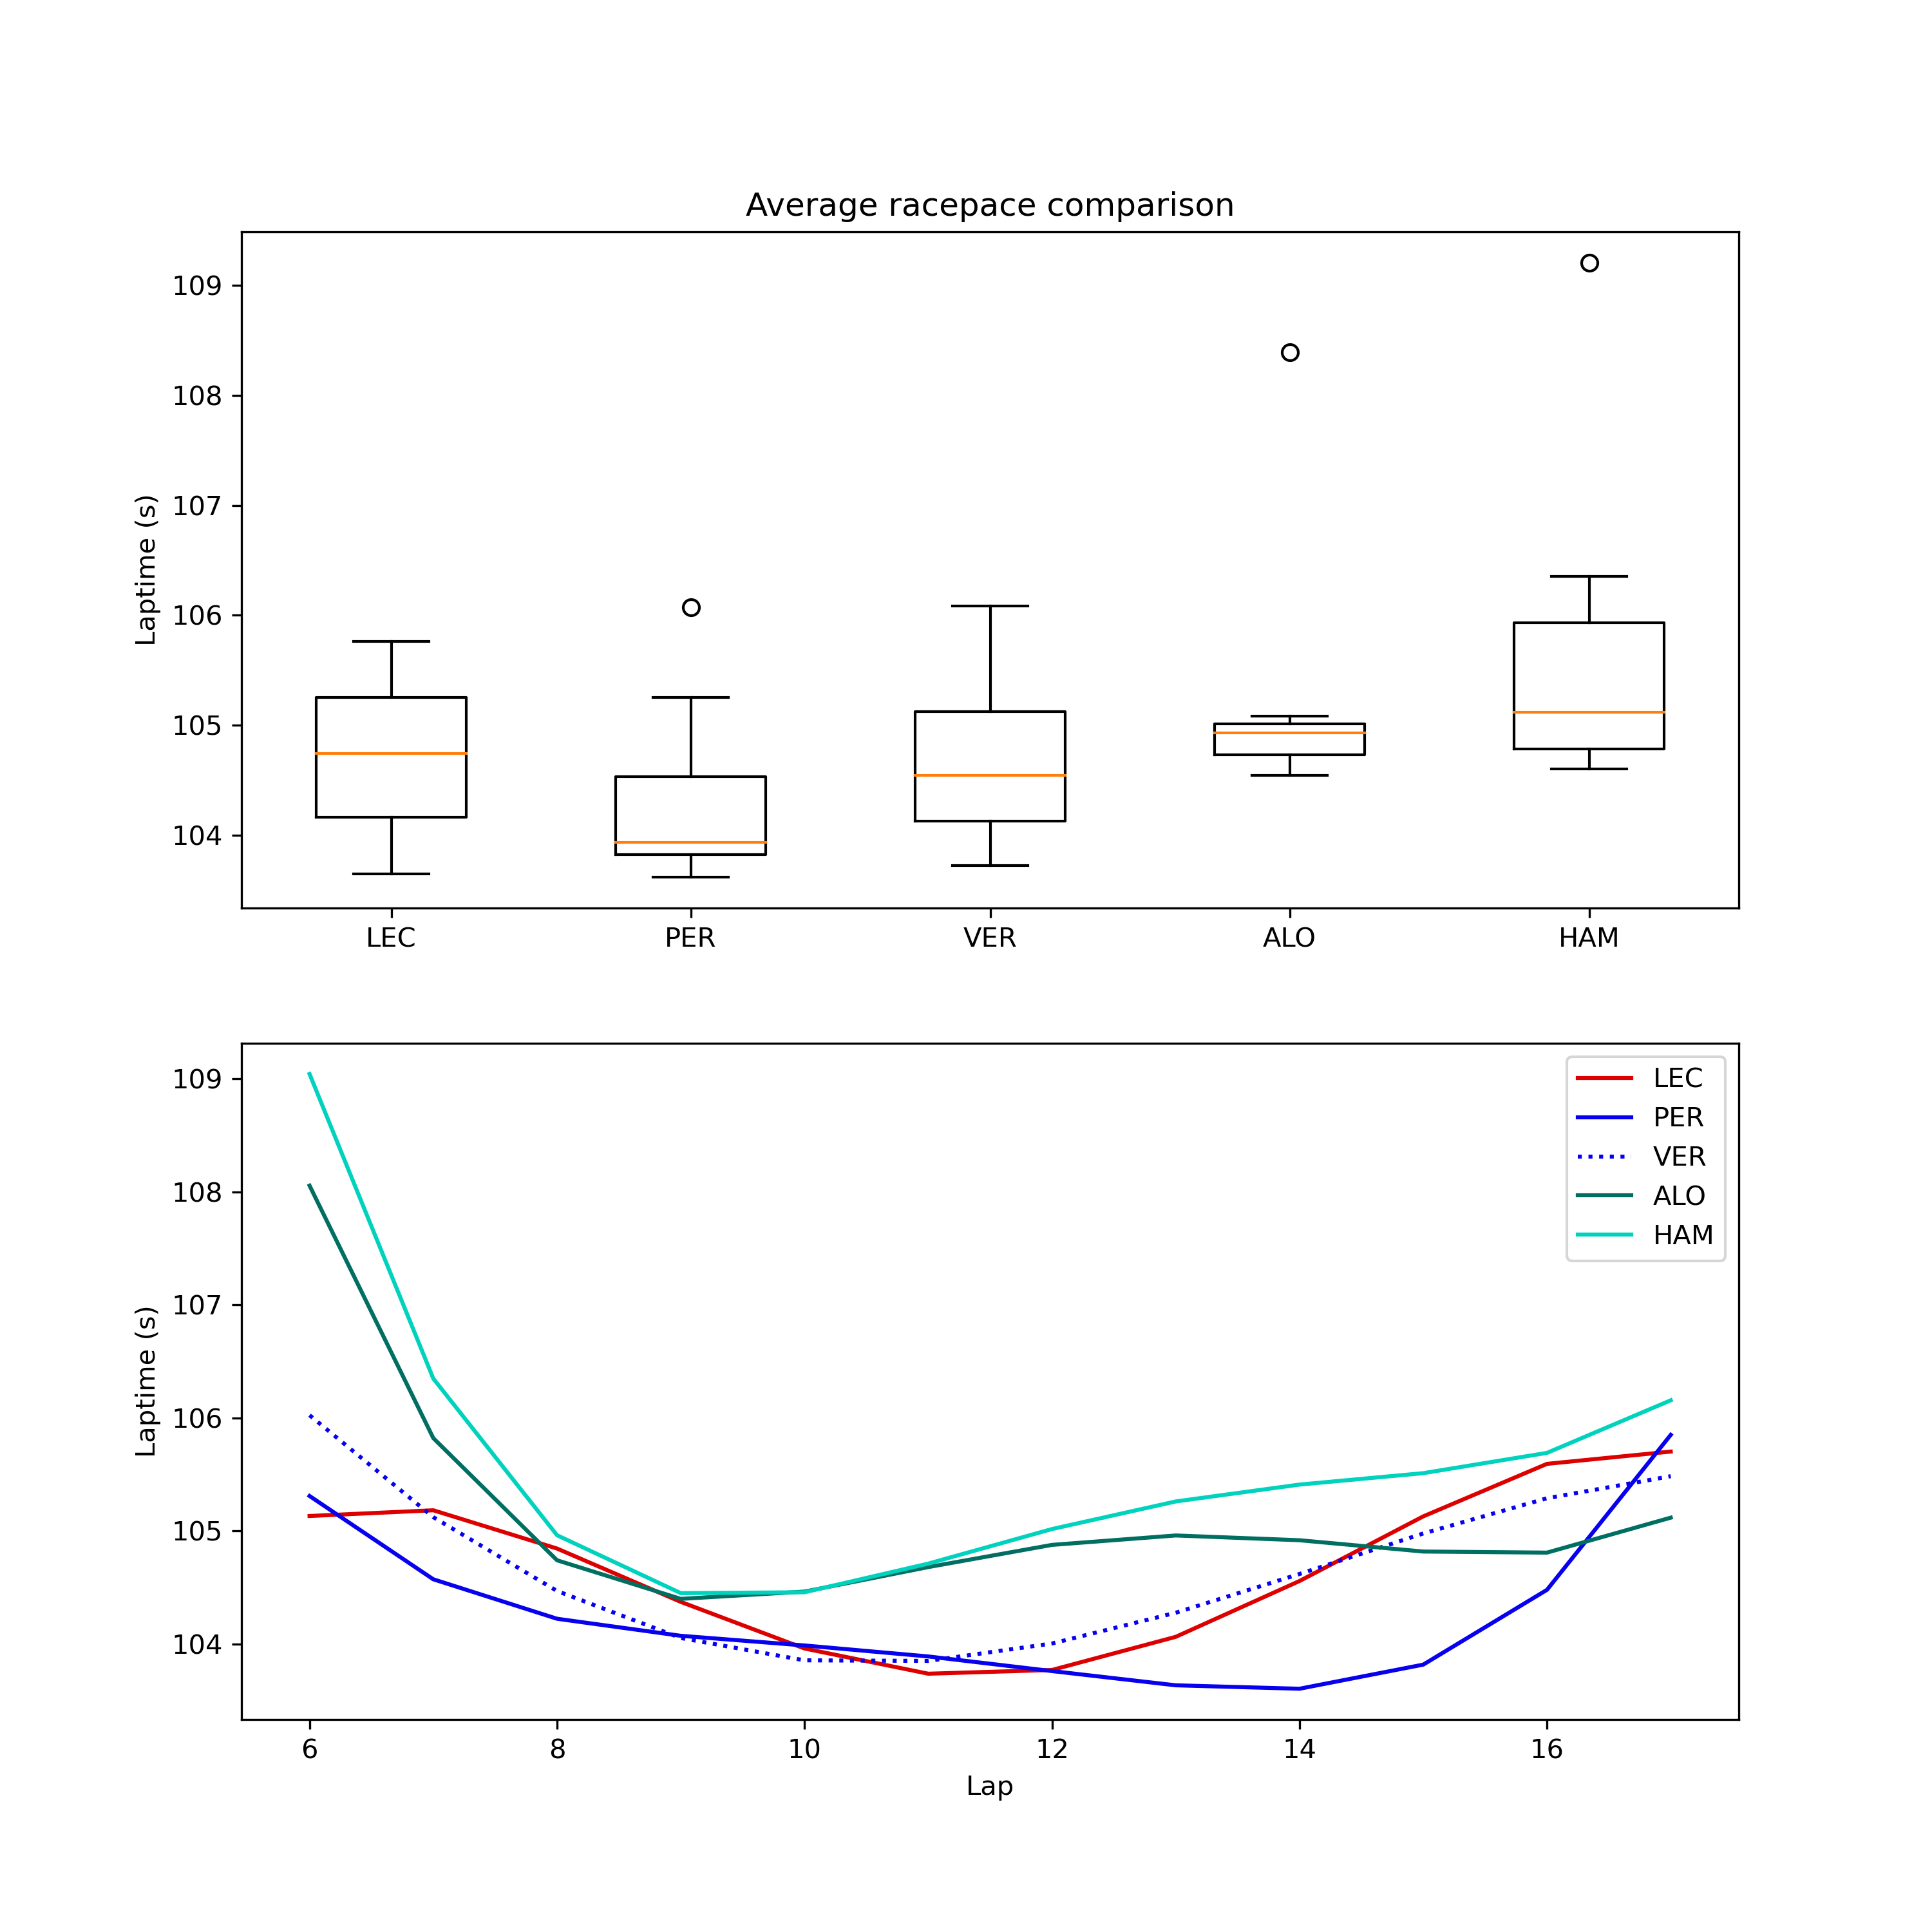 Average racepace comparison
Laptime (s)
109
108
107
106
105
104
LEC PER VER ALO HAM
Laptime (s)
109
108
107
106
105
104
LEC
PER
VER
ALO
HAM
6 8 10 12 14 16
Lap